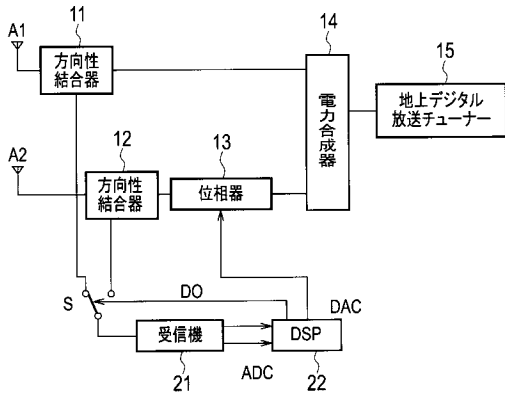 11
A1
方向性
結合器
14
電力合成器
15
地上デジタル
放送チューナー
A2
12
方向性
結合器
13
位相器
S
DO
DAC
受信機
DSP
21
ADC
22